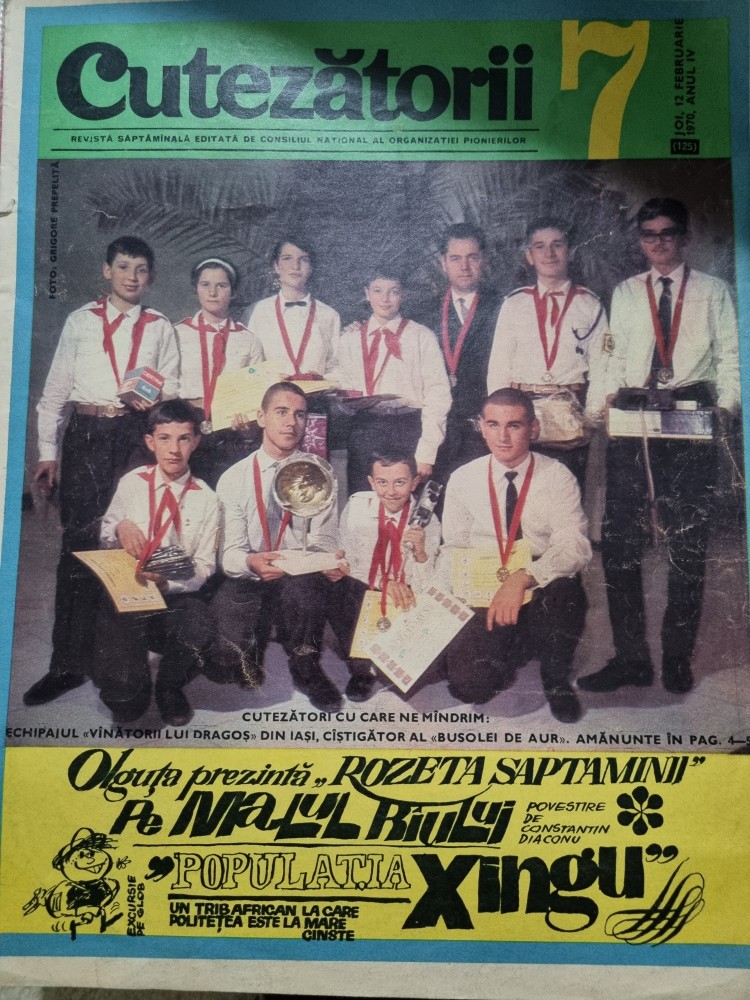 Cutezătorii
7
JOI, 12 FEBRUARIE
1970, ANUL IV
(125)
REVISTĂ SĂPTĂMÎNALĂ EDITATĂ DE CONSILIUL NAȚIONAL AL ORGANIZAȚIEI PIONIERILOR
FOTO: GRIGORE PREPELIȚĂ
CUTEZĂTORI CU CARE NE MÎNDRIM:
ECHIPAJUL «VÎNĂTORII LUI DRAGOȘ» DIN IAȘI, CÎȘTIGĂTOR AL «BUSOLEI DE AUR». AMĂNUNTE ÎN PAG. 4—5
Olguța prezintă „ROZETA SAPTAMINII”
Pe MALUL Rîului
POVESTIRE
DE
CONSTANTIN
DIACONU
EXCURSIE
PE GLOB
„POPULAȚIA Xingu”
UN TRIB AFRICAN LA CARE
POLITEȚEA ESTE LA MARE
CINSTE